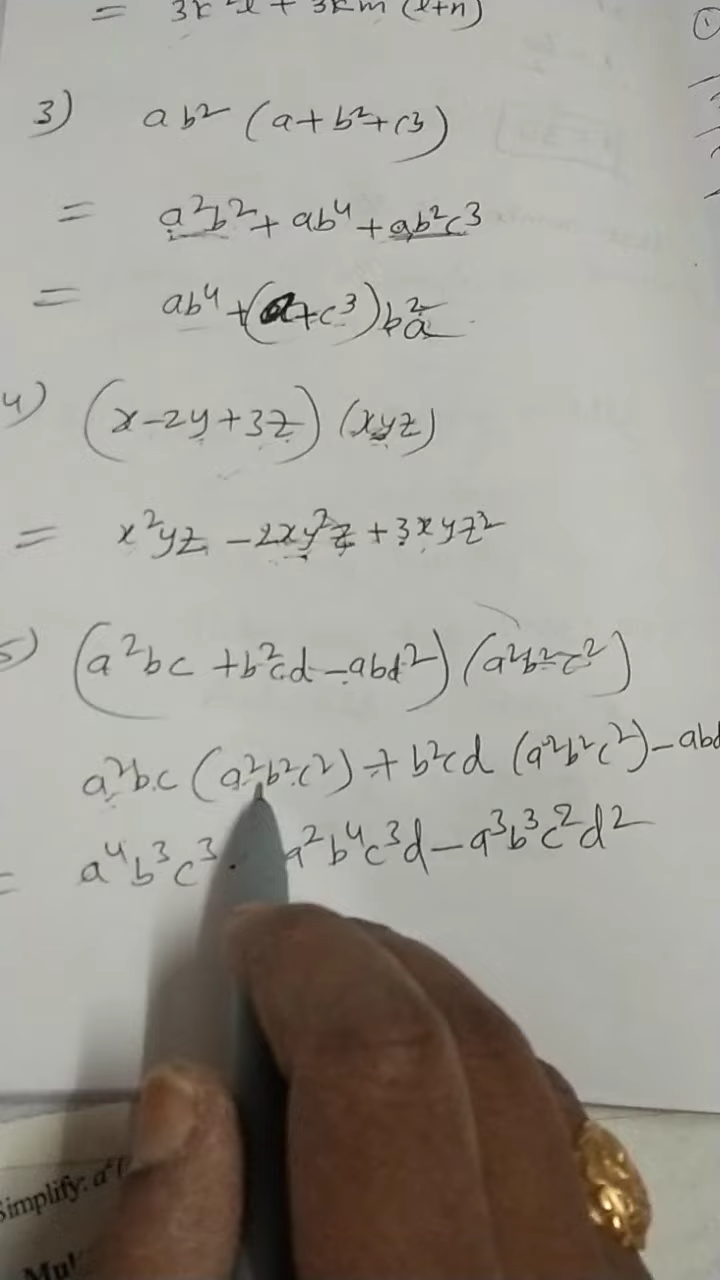 = 3k²l + 3km (l+n)
3) ab² (a+b²+c³)
= a²b² + ab⁴ + ab²c³
= ab⁴ + (a+c³) b²a
4) (x-2y+3z) (xyz)
= x²yz - 2xy²z + 3xyz²
5) (a²bc + b²cd - abd²) (a²b²c²)
a²bc (a²b²c²) + b²cd (a²b²c²) - abd
= a⁴b³c³ a²b⁴c³d - a³b³c²d²
Simplify: a²(